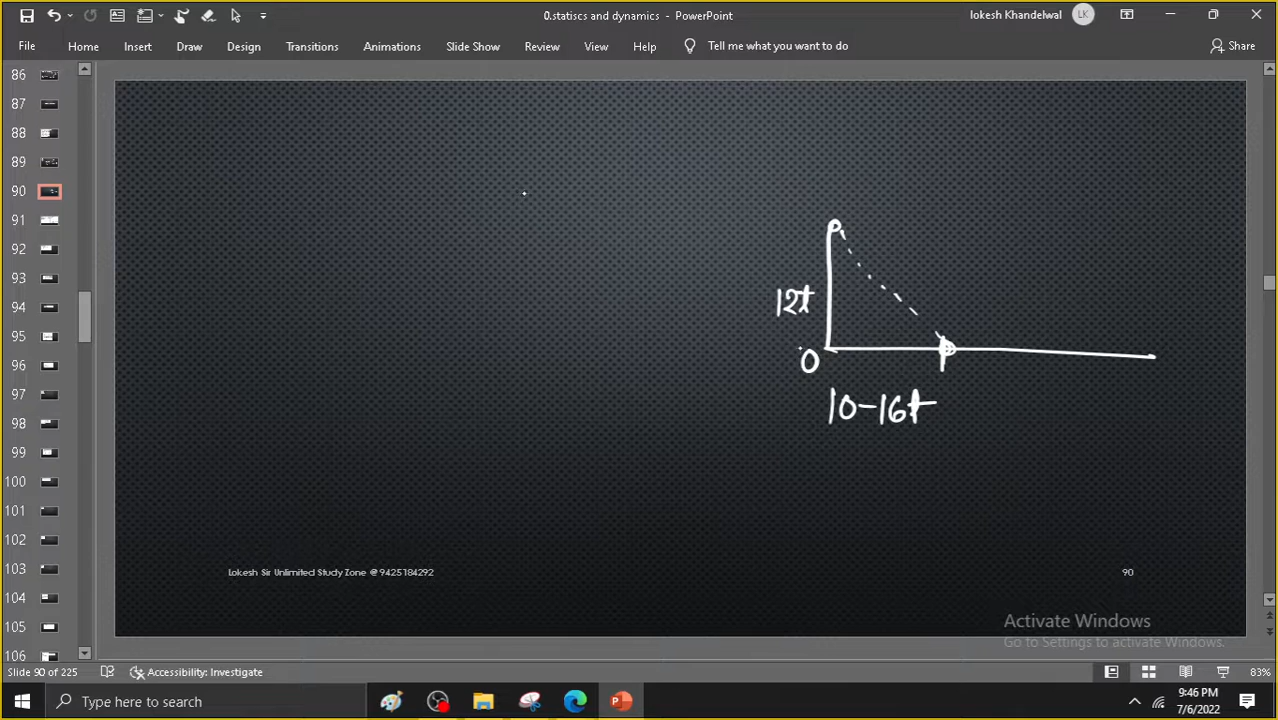 0.statiscs and dynamics - PowerPoint
lokesh Khandelwal
LK
File
Home
Insert
Draw
Design
Transitions
Animations
Slide Show
Review
View
Help
Tell me what you want to do
Share
86
87
88
89
90
91
92
93
94
95
96
97
98
99
100
101
102
103
104
105
106
12t
0
10-16t
Lokesh Sir Unlimited Study Zone @ 9425184292
90
Activate Windows
Go to Settings to activate Windows.
Slide 90 of 225
Accessibility: Investigate
83%
Type here to search
9:46 PM
7/6/2022